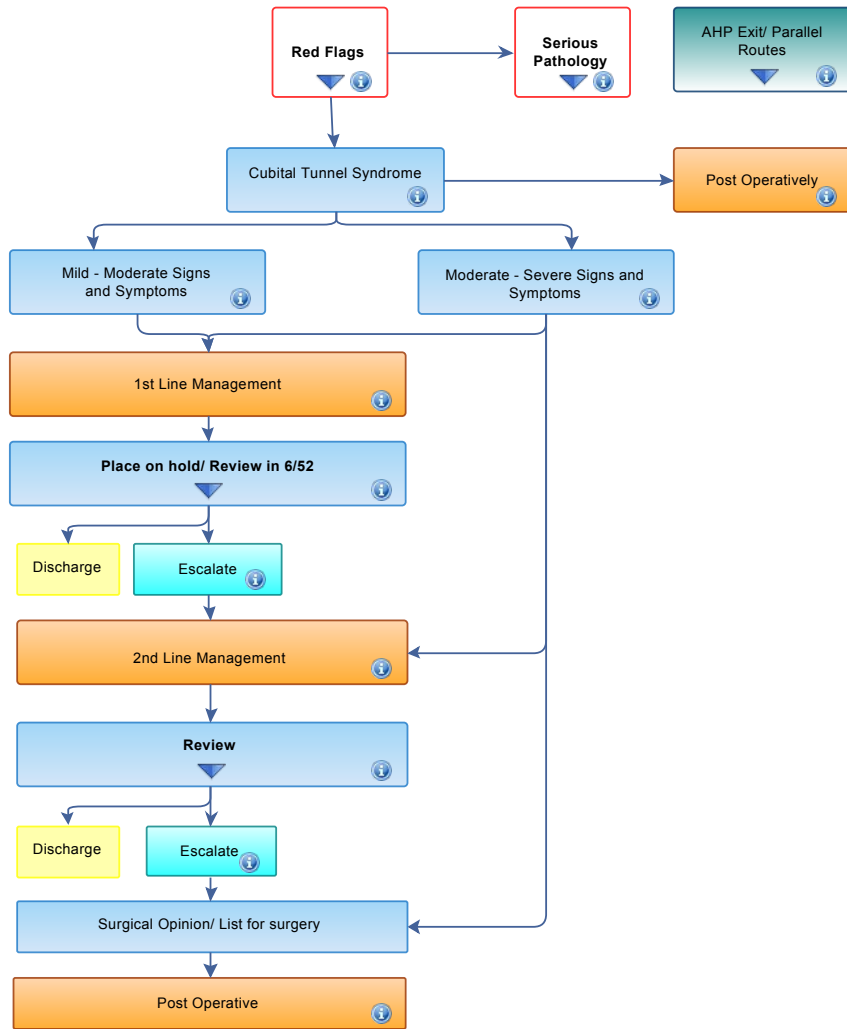 Red Flags
Serious
Pathology
AHP Exit/ Parallel
Routes
Cubital Tunnel Syndrome
Post Operatively
Mild - Moderate Signs
and Symptoms
Moderate - Severe Signs and
Symptoms
1st Line Management
Place on hold/ Review in 6/52
Discharge
Escalate
2nd Line Management
Review
Discharge
Escalate
Surgical Opinion/ List for surgery
Post Operative